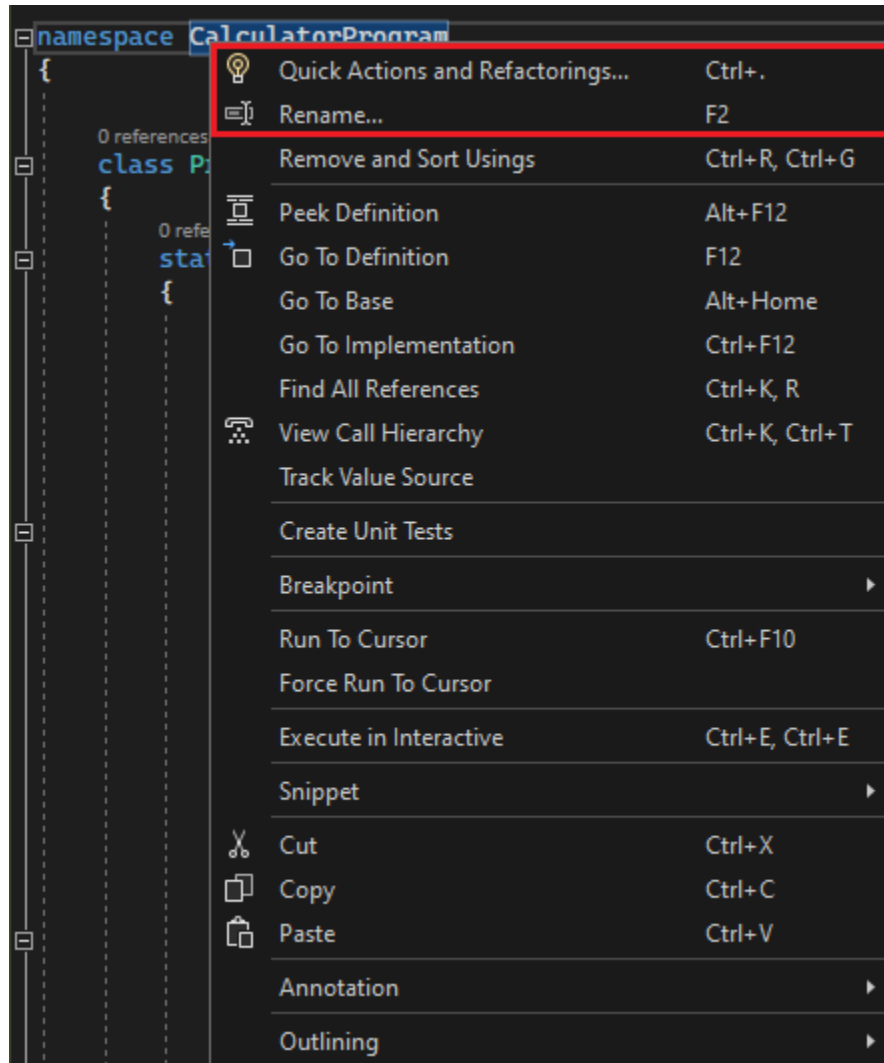 namespace CalculatorProgram
{
Quick Actions and Refactorings... Ctrl+.
Rename... F2
0 references
class
Remove and Sort Usings Ctrl+R, Ctrl+G
{
Peek Definition Alt+F12
0 refe
Go To Definition F12
{
Go To Base Alt+Home
Go To Implementation Ctrl+F12
Find All References Ctrl+K, R
View Call Hierarchy Ctrl+K, Ctrl+T
Track Value Source
Create Unit Tests
Breakpoint
Run To Cursor Ctrl+F10
Force Run To Cursor
Execute in Interactive Ctrl+E, Ctrl+E
Snippet
Cut Ctrl+X
Copy Ctrl+C
Paste Ctrl+V
Annotation
Outlining